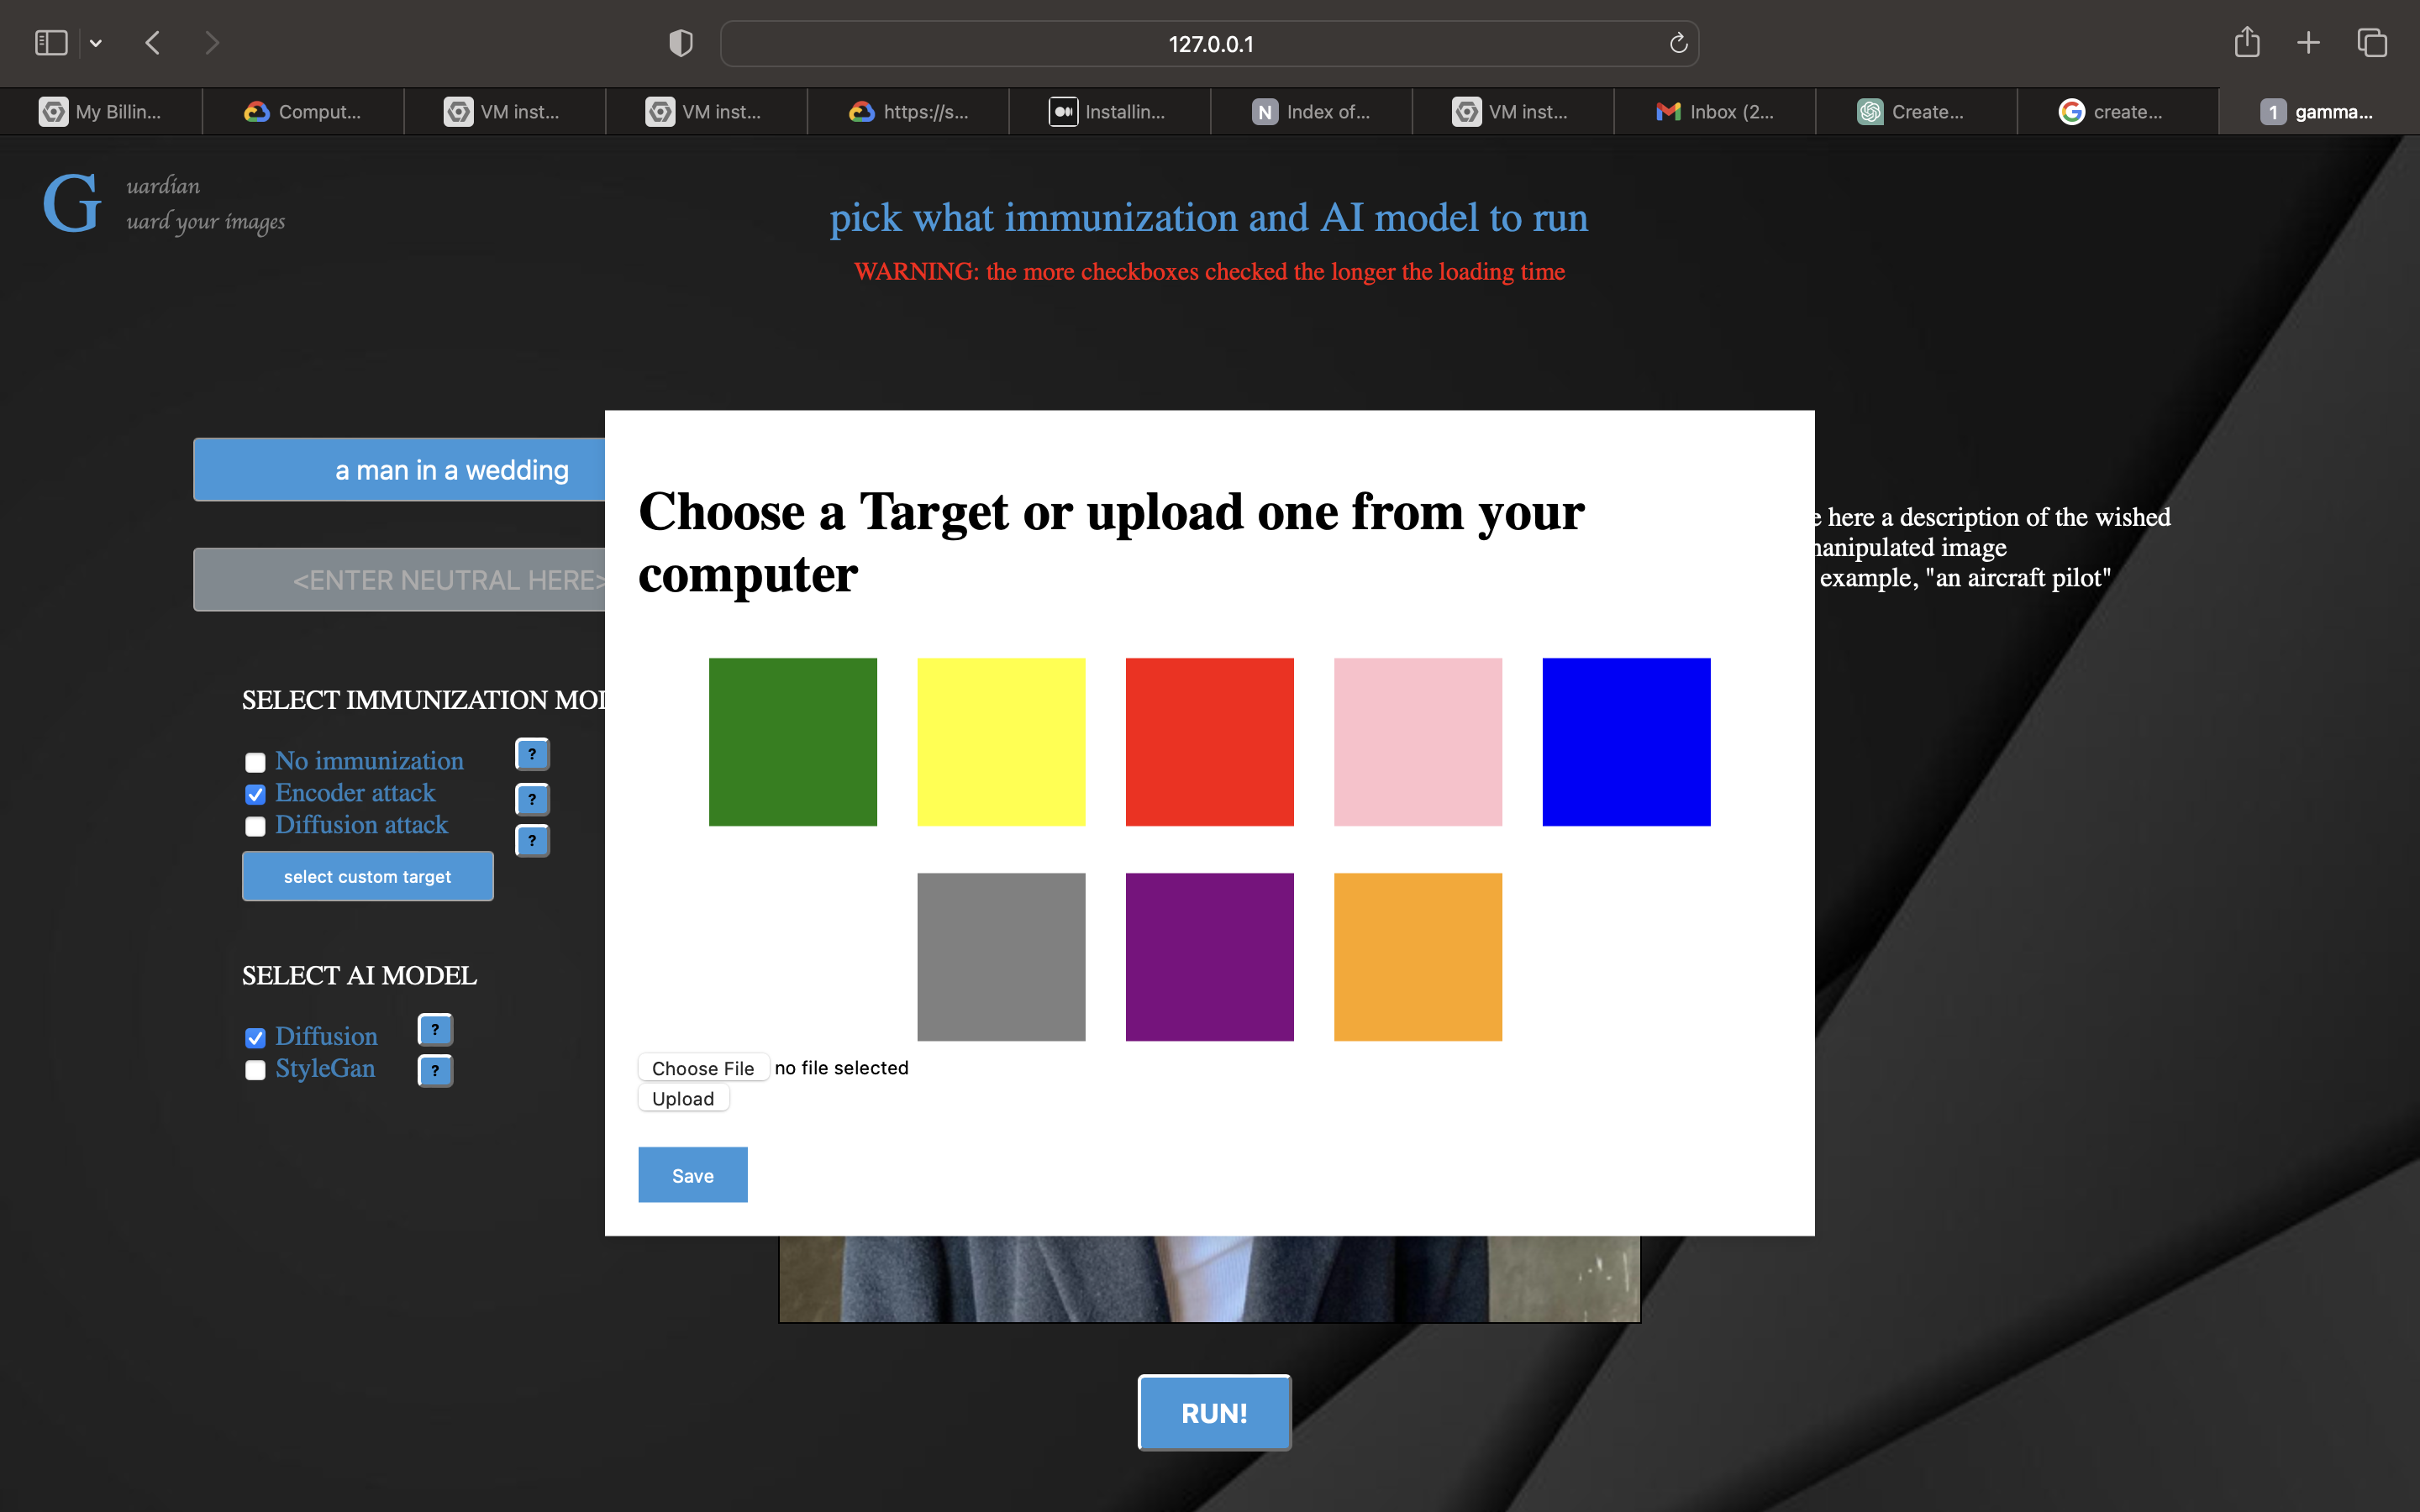 127.0.0.1
My Billin...
Comput...
VM inst...
VM inst...
https://s...
Installin...
N Index of...
VM inst...
Inbox (2...
Create...
create...
1 gamma...
G uardian
uard your images
pick what immunization and AI model to run
WARNING: the more checkboxes checked the longer the loading time
a man in a wedding
<ENTER NEUTRAL HERE>
Choose a Target or upload one from your
computer
here a description of the wished
manipulated image
example, "an aircraft pilot"
SELECT IMMUNIZATION MO
No immunization ?
Encoder attack ?
Diffusion attack ?
select custom target
SELECT AI MODEL
Diffusion ?
StyleGan ?
Choose File no file selected
Upload
Save
RUN!